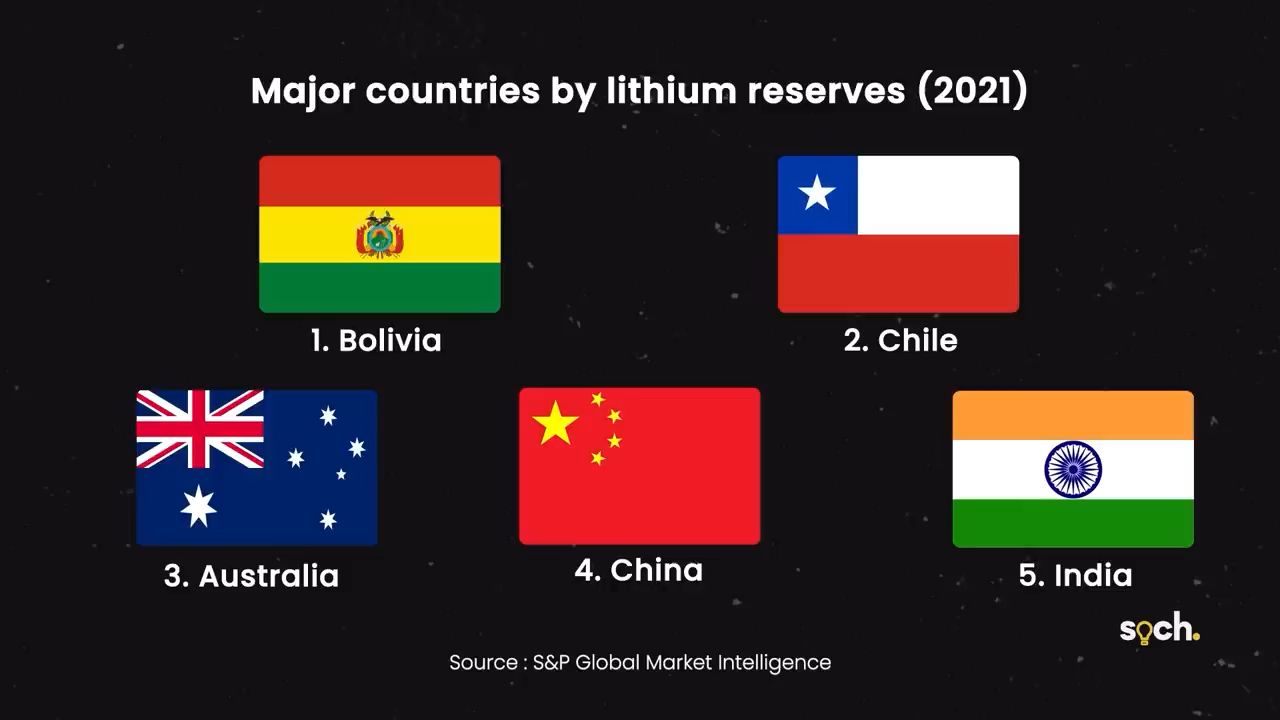 Major countries by lithium reserves (2021)
1. Bolivia
2. Chile
3. Australia
4. China
5. India
soch.
Source : S&P Global Market Intelligence